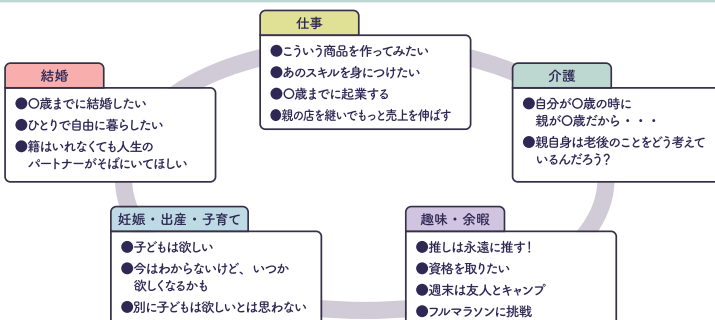 仕事
●こういう商品を作ってみたい
●あのスキルを身につけたい
●〇歳までに起業する
●親の店を継いでもっと売上を伸ばす
結婚
●〇歳までに結婚したい
●ひとりで自由に暮らしたい
●籍はいれなくても人生の
パートナーがそばにいてほしい
介護
●自分が〇歳の時に
親が〇歳だから・・・
●親自身は老後のことをどう考えて
いるんだろう?
妊娠・出産・子育て
●子どもは欲しい
●今はわからないけど、いつか
欲しくなるかも
●別に子どもは欲しいとは思わない
趣味・余暇
●推しは永遠に推す!
●資格を取りたい
●週末は友人とキャンプ
●フルマラソンに挑戦